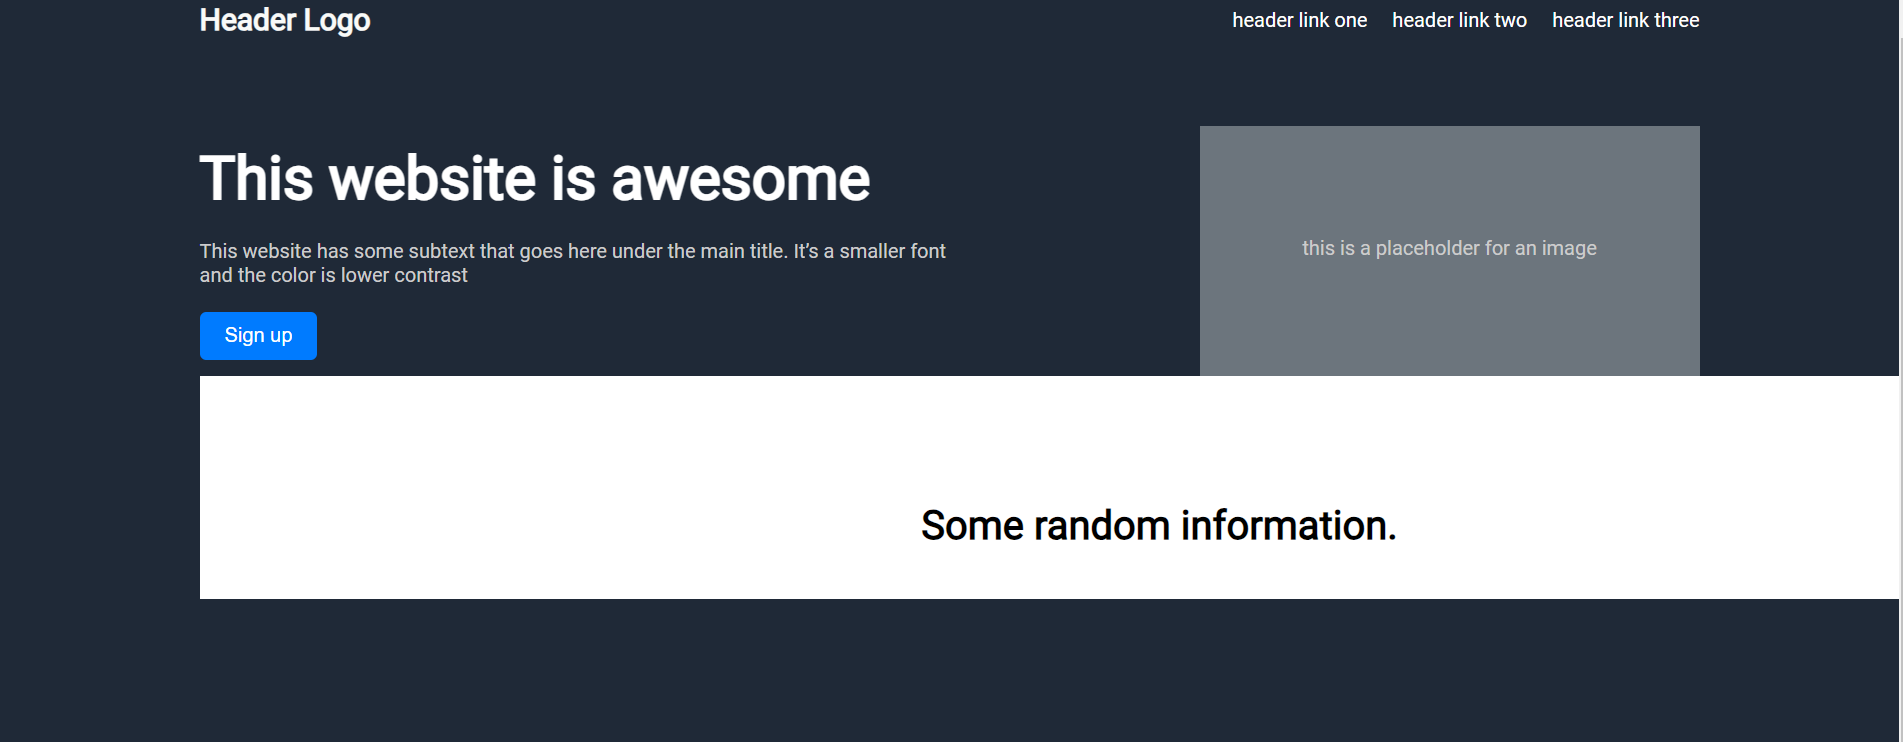 Header Logo
header link one
header link two
header link three
This website is awesome
This website has some subtext that goes here under the main title. It’s a smaller font
and the color is lower contrast
Sign up
this is a placeholder for an image
Some random information.